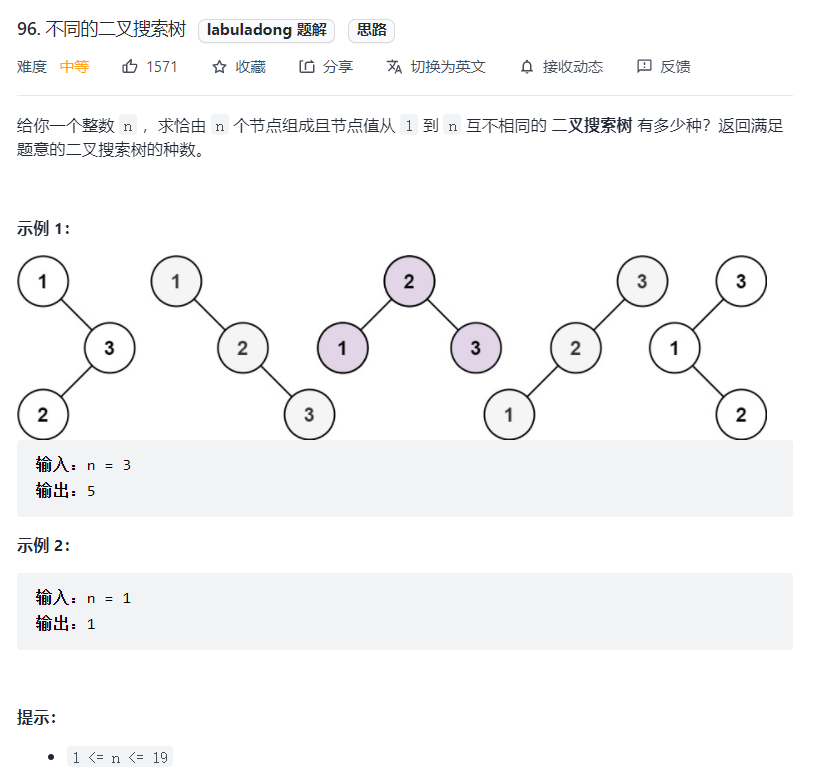 96. 不同的二叉搜索树 labuladong 题解 思路
难度 中等 1571 收藏 分享 切换为英文 接收动态 反馈
给你一个整数 n ，求恰由 n 个节点组成且节点值从 1 到 n 互不相同的 二叉搜索树 有多少种？返回满足
题意的二叉搜索树的种数。
示例 1：
1 1 2 3 3
3 2 1 3 2 1
2 3 1 2
输入：n = 3
输出：5
示例 2：
输入：n = 1
输出：1
提示：
• 1 <= n <= 19